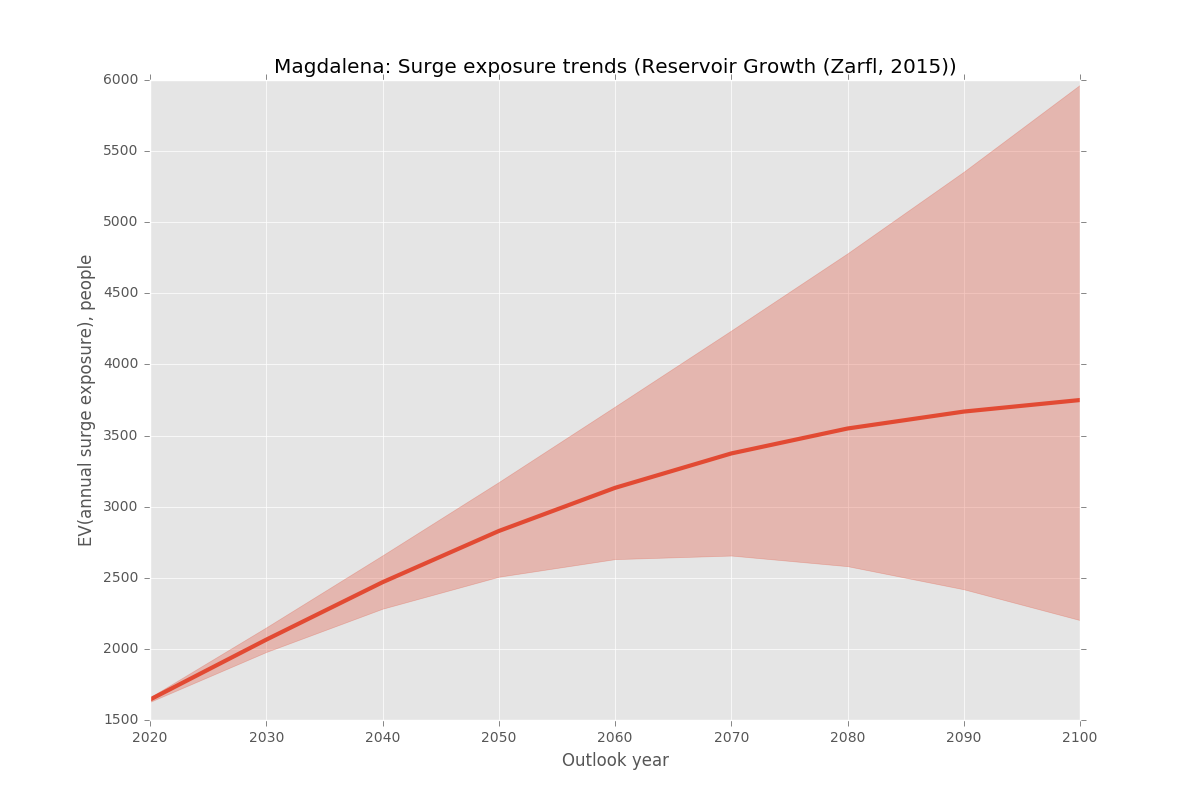 Magdalena: Surge exposure trends (Reservoir Growth (Zarfl, 2015))
6000
5500
5000
4500
4000
3500
3000
2500
2000
1500
EV(annual surge exposure), people
2020 2030 2040 2050 2060 2070 2080 2090 2100
Outlook year